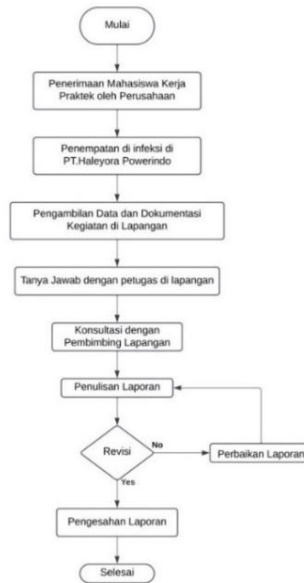 Mulai
Penerimaan Mahasiswa Kerja
Praktek oleh Perusahaan
Penempatan di infeksi di
PT.Haleyora Powerindo
Pengambilan Data dan Dokumentasi
Kegiatan di Lapangan
Tanya Jawab dengan petugas di lapangan
Konsultasi dengan
Pembimbing Lapangan
Penulisan Laporan
Revisi
No
Perbaikan Laporan
Yes
Pengesahan Laporan
Selesai